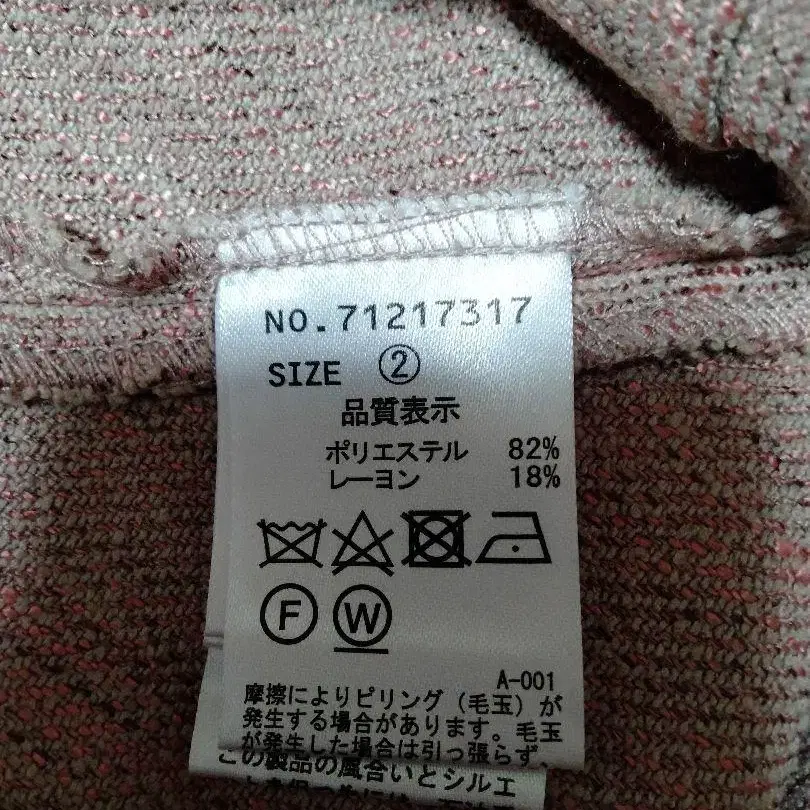 NO.71217317
SIZE ②
品質表示
ポリエステル 82%
レーヨン 18%
F W
A-001
摩擦によりピリング（毛玉）が
発生する場合があります。毛玉
が発生した場合は引っ張らず、
この製品の風合いとシルエ